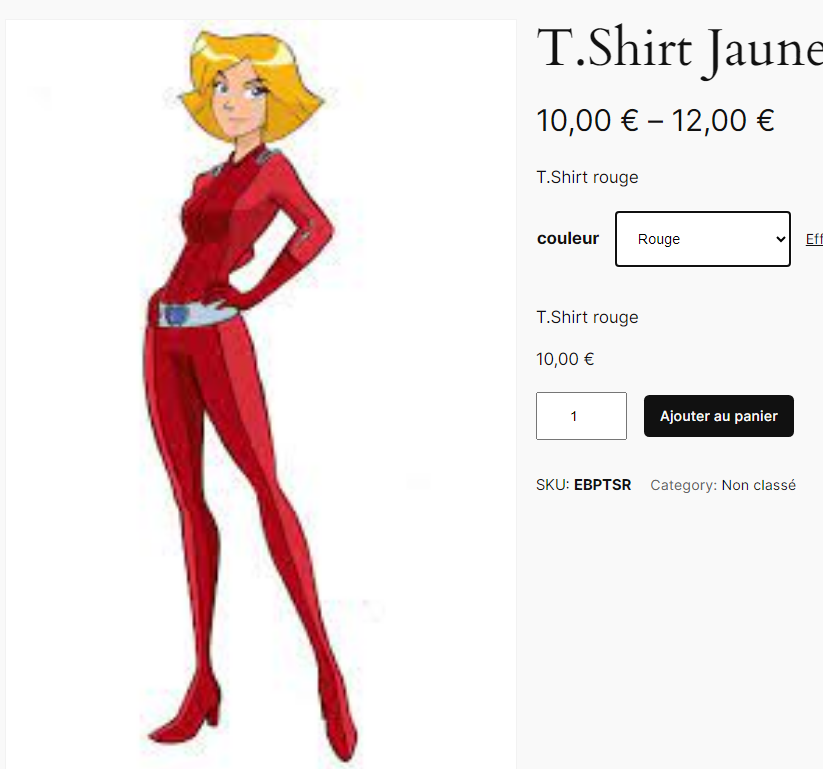 T.Shirt Jaune
10,00 € – 12,00 €
T.Shirt rouge
couleur Rouge Eff
T.Shirt rouge
10,00 €
1 Ajouter au panier
SKU: EBPTSR Category: Non classé